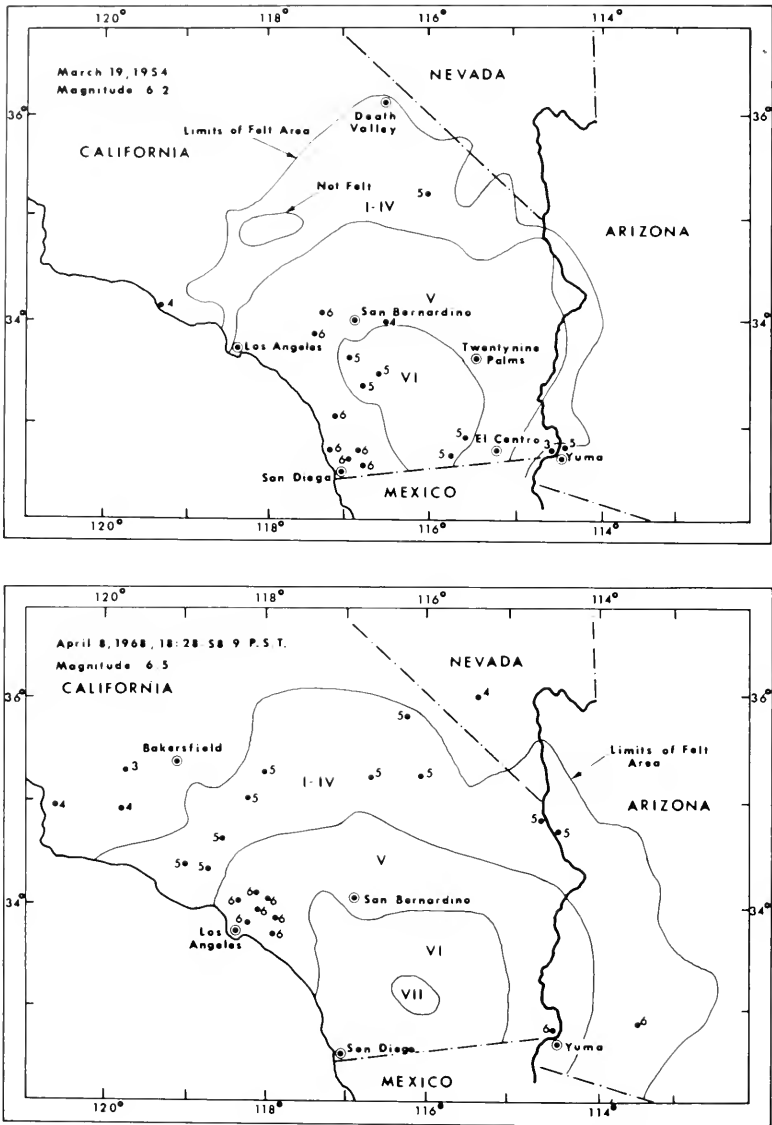 120°
118°
116°
114°
March 19, 1954
Magnitude 6.2
NEVADA
36°
36°
Death
Valley
Limits of Felt Area
CALIFORNIA
Not Felt
5
I-IV
ARIZONA
4
V
6
San Bernardino
4
34°
34°
6
Los Angeles
5
Twentynine
Palms
5
VI
5
6
5
El Centro
6
6
6
5
3
5
6
San Diego
Yuma
MEXICO
120°
118°
116°
114°
120°
118°
116°
114°
April 8, 1968, 18:28 58 9 P.S.T.
Magnitude 6.5
NEVADA
4
CALIFORNIA
36°
36°
5
Bakersfield
3
5
5
5
Limits of Felt
Area
I-IV
4
4
5
ARIZONA
5
5
5
5
5
V
6
6
6
San Bernardino
34°
34°
6
6
6
Los
Angeles
6
VI
VII
6
6
San Diego
Yuma
MEXICO
120°
118°
116°
114°